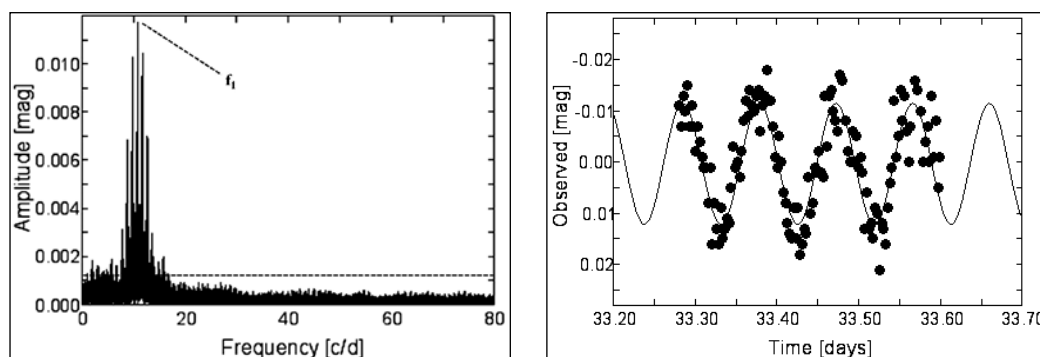 Amplitude [mag]
0.010
0.008
0.006
0.004
0.002
0.000
f1
0 20 40 60 80
Frequency [c/d]
Observed [mag]
-0.02
-0.01
0.00
0.01
0.02
33.20 33.30 33.40 33.50 33.60 33.70
Time [days]